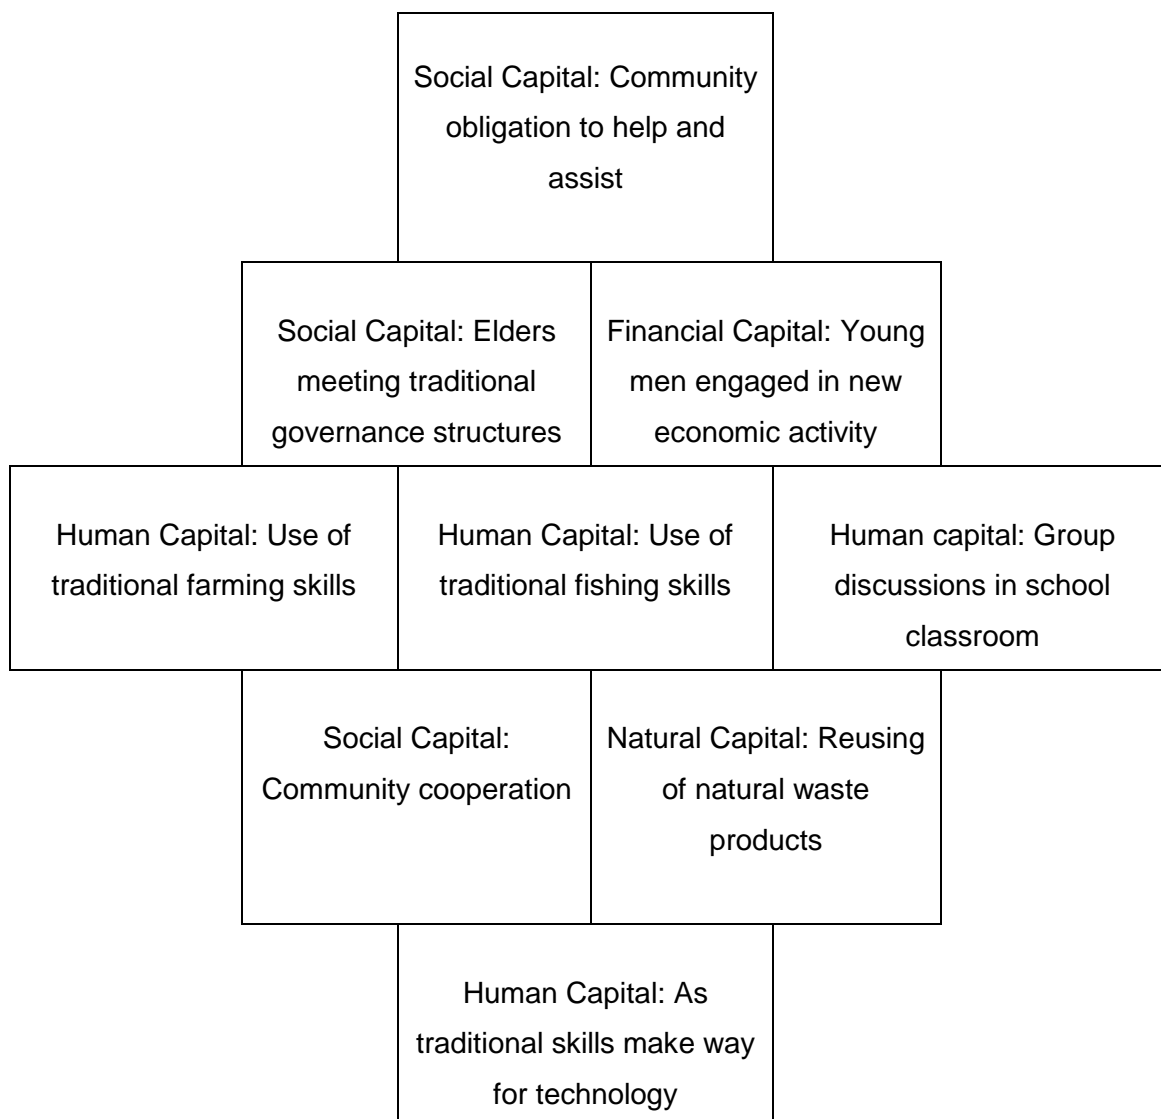 Social Capital: Community
obligation to help and
assist
Social Capital: Elders
meeting traditional
governance structures
Financial Capital: Young
men engaged in new
economic activity
Human Capital: Use of
traditional farming skills
Human Capital: Use of
traditional fishing skills
Human capital: Group
discussions in school
classroom
Social Capital:
Community cooperation
Natural Capital: Reusing
of natural waste
products
Human Capital: As
traditional skills make way
for technology